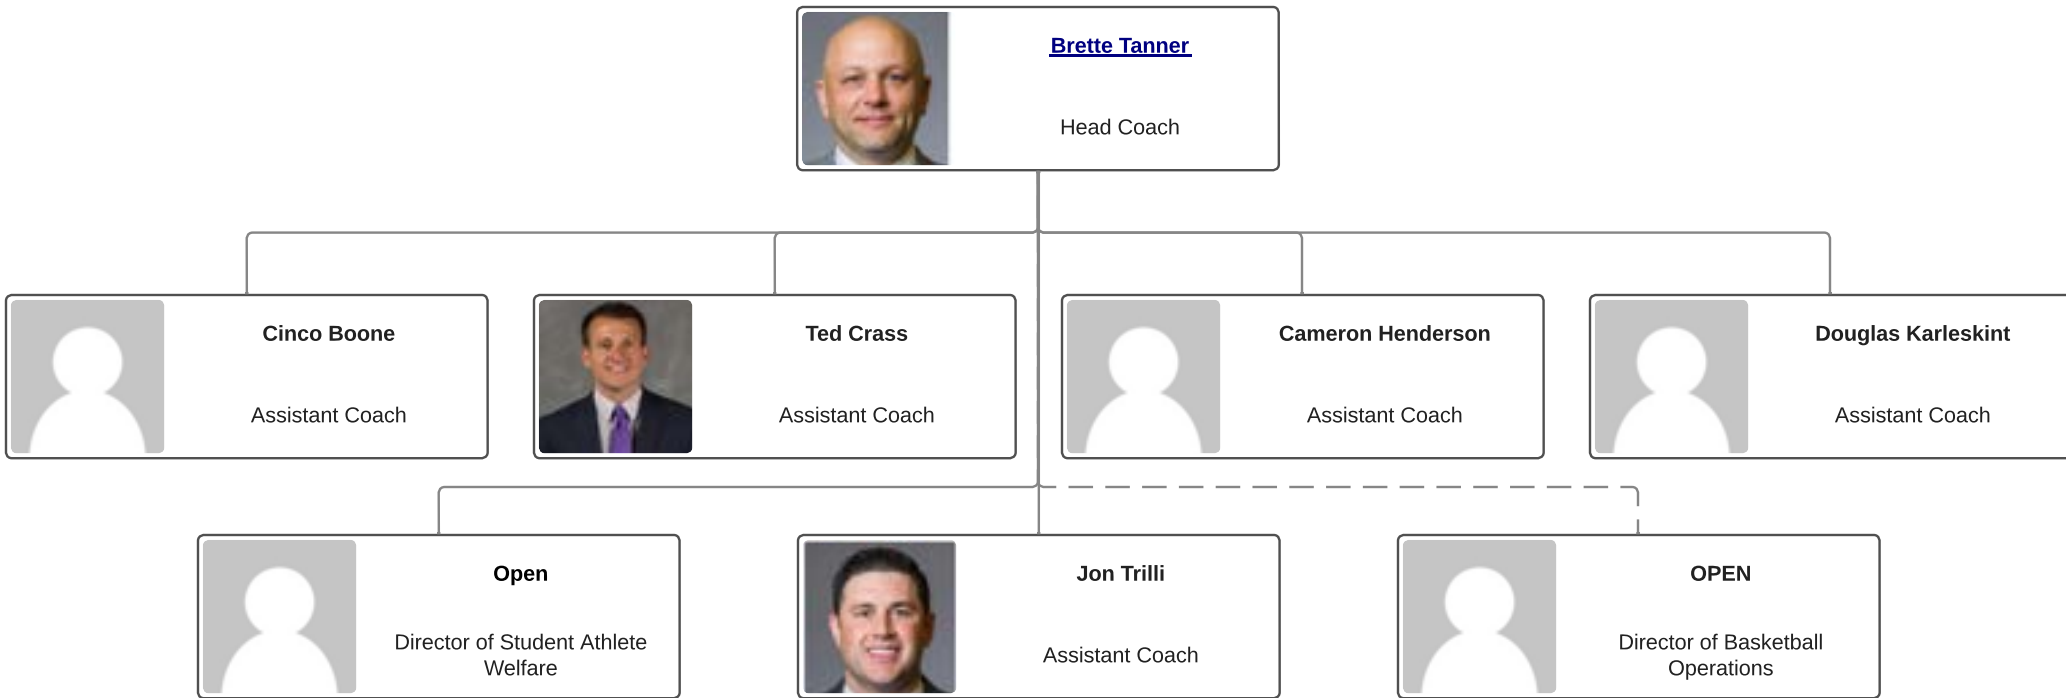 Brette Tanner
Head Coach
Cinco Boone
Assistant Coach
Ted Crass
Assistant Coach
Cameron Henderson
Assistant Coach
Douglas Karleskint
Assistant Coach
Open
Director of Student Athlete
Welfare
Jon Trilli
Assistant Coach
OPEN
Director of Basketball
Operations